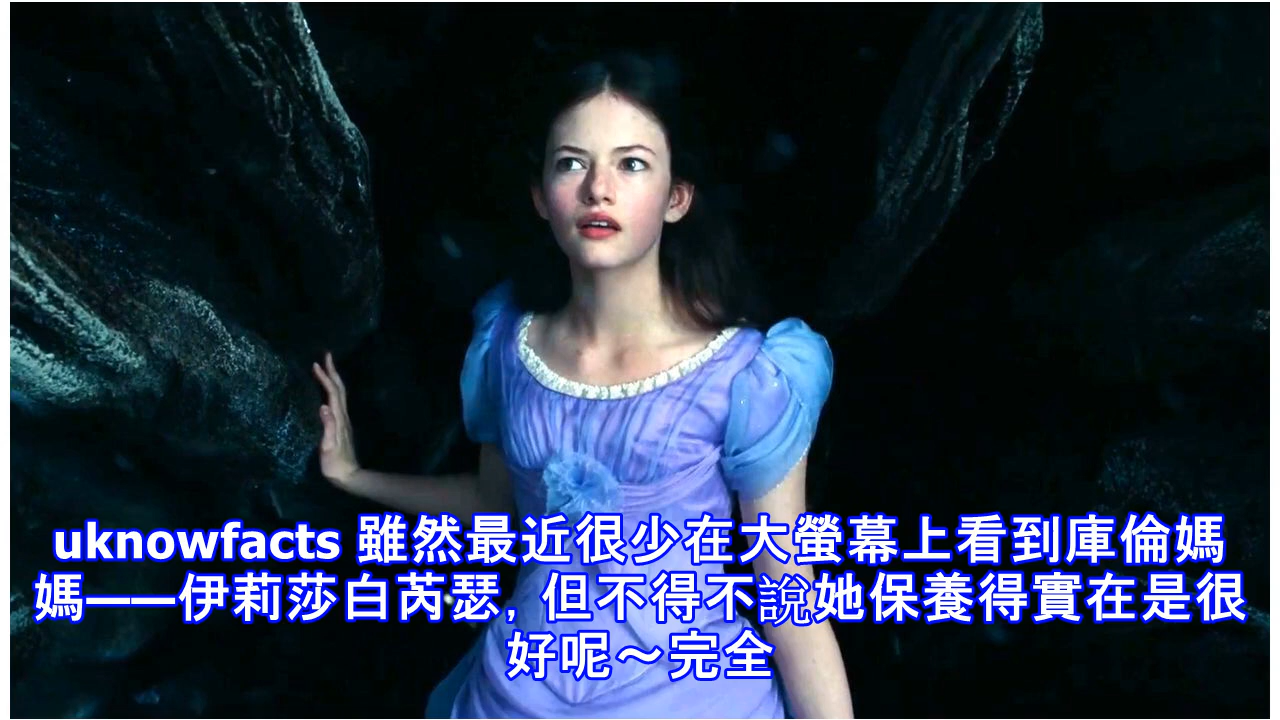 uknowfacts 雖然最近很少在大螢幕上看到庫倫媽
媽——伊莉莎白芮瑟, 但不得不說她保養得實在是很
好呢～完全